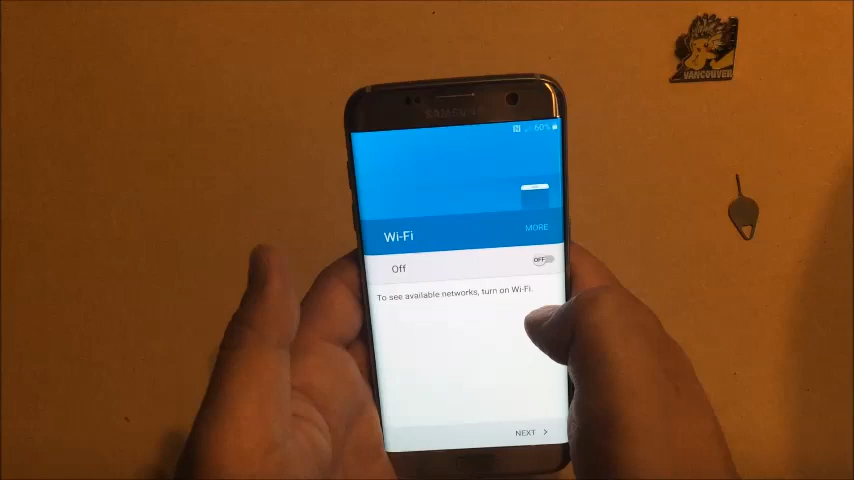 VANCOUVER
SAMSUNG
60%
Wi-Fi
MORE
Off
OFF
To see available networks, turn on Wi-Fi.
NEXT >